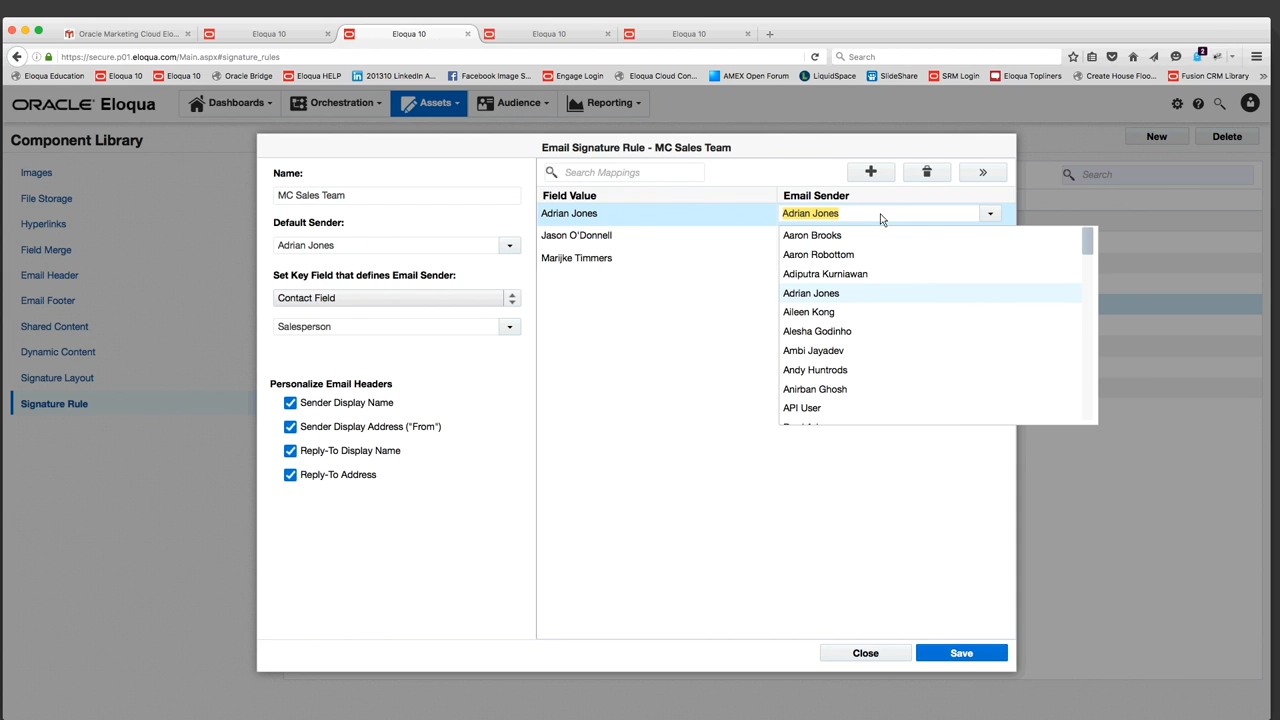 Oracle Marketing Cloud Elo...
Eloqua 10
Eloqua 10
Eloqua 10
Eloqua 10
https://secure.p01.eloqua.com/Main.aspx#signature_rules
Search
2
Eloqua Education
Eloqua 10
Eloqua 10
Oracle Bridge
Eloqua HELP
201310 LinkedIn A...
Facebook Image S...
Engage Login
Eloqua Cloud Con...
AMEX Open Forum
LiquidSpace
SlideShare
SRM Login
Eloqua Topliners
Create House Floo...
Fusion CRM Library
ORACLE Eloqua
Dashboards
Orchestration
Assets
Audience
Reporting
Component Library
New
Delete
Images
File Storage
Hyperlinks
Field Merge
Email Header
Email Footer
Shared Content
Dynamic Content
Signature Layout
Signature Rule
Search
Email Signature Rule - MC Sales Team
Name:
MC Sales Team
Default Sender:
Adrian Jones
Set Key Field that defines Email Sender:
Contact Field
Salesperson
Personalize Email Headers
Sender Display Name
Sender Display Address ("From")
Reply-To Display Name
Reply-To Address
Search Mappings
Field Value
Email Sender
Adrian Jones
Adrian Jones
Jason O'Donnell
Marijke Timmers
Aaron Brooks
Aaron Robottom
Adiputra Kurniawan
Adrian Jones
Aileen Kong
Alesha Godinho
Ambi Jayadev
Andy Huntrods
Anirban Ghosh
API User
Close
Save